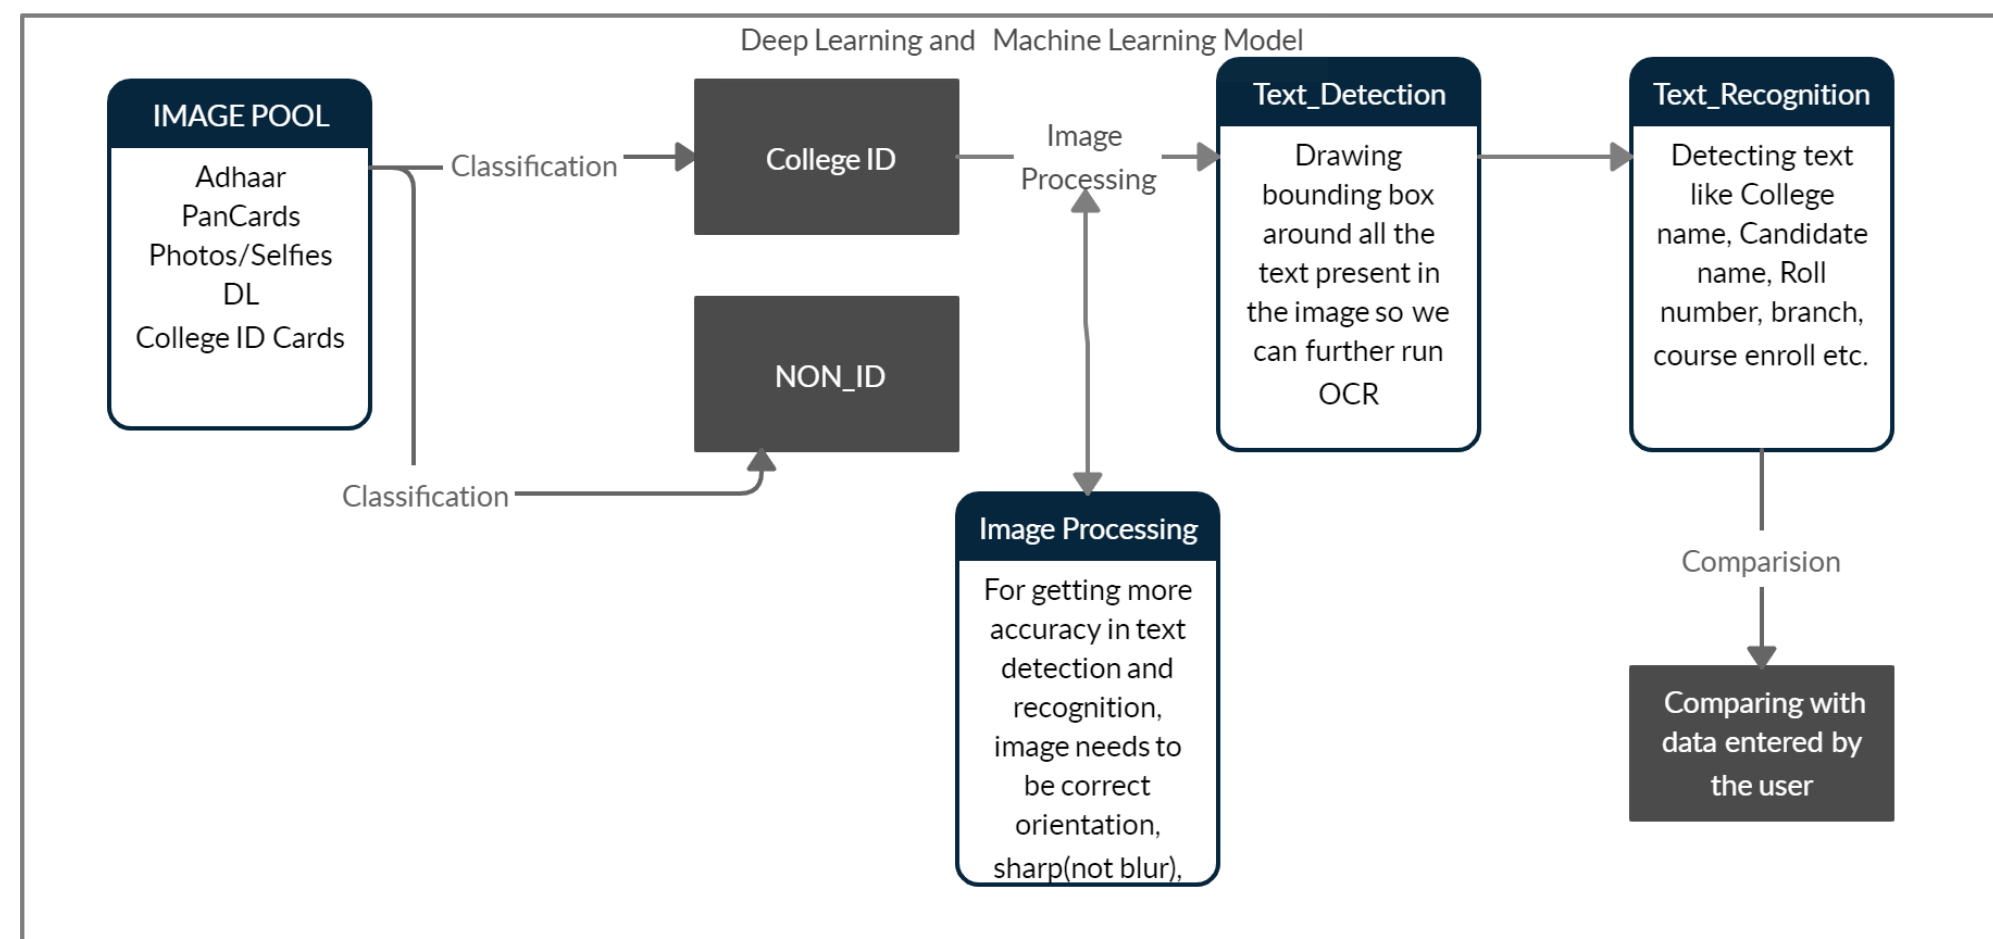 Deep Learning and Machine Learning Model
IMAGE POOL
Adhaar
PanCards
Photos/Selfies
DL
College ID Cards
Classification
College ID
Classification
NON_ID
Image
Processing
Image Processing
For getting more
accuracy in text
detection and
recognition,
image needs to
be correct
orientation,
sharp(not blur),
Text_Detection
Drawing
bounding box
around all the
text present in
the image so we
can further run
OCR
Text_Recognition
Detecting text
like College
name, Candidate
name, Roll
number, branch,
course enroll etc.
Comparision
Comparing with
data entered by
the user